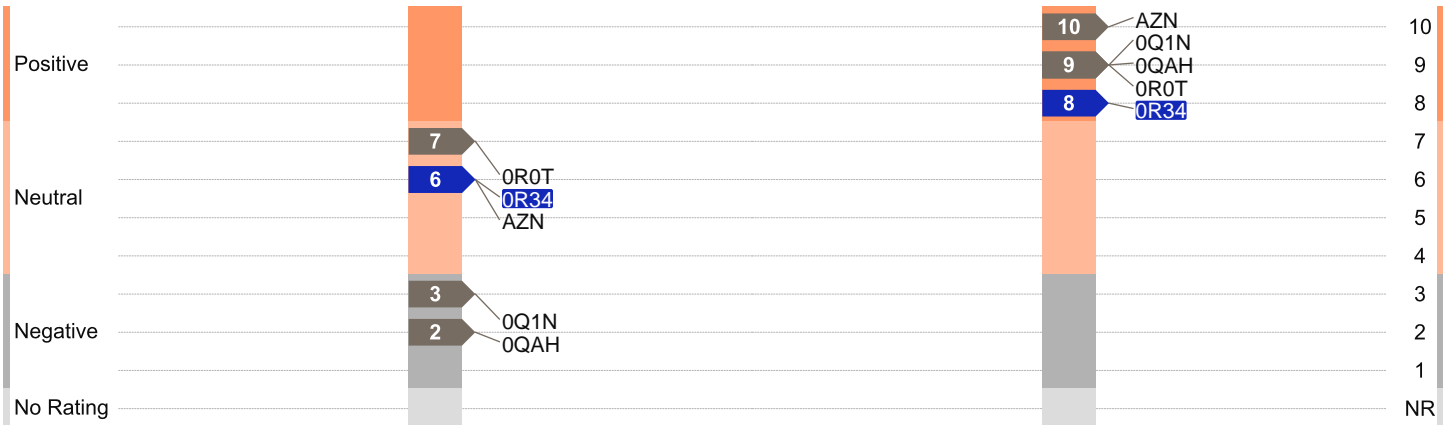 Positive
Neutral
Negative
No Rating
7
6
3
2
0R0T
0R34
AZN
0Q1N
0QAH
10
9
8
AZN
0Q1N
0QAH
0R0T
0R34
10
9
8
7
6
5
4
3
2
1
NR